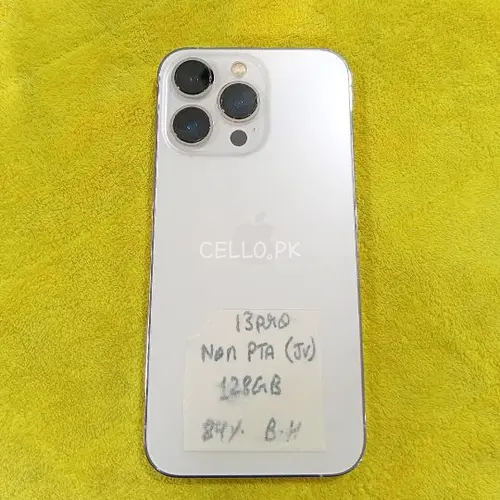 CELLO.PK
13PRO
Non PTA (JV)
128GB
84%. B.H